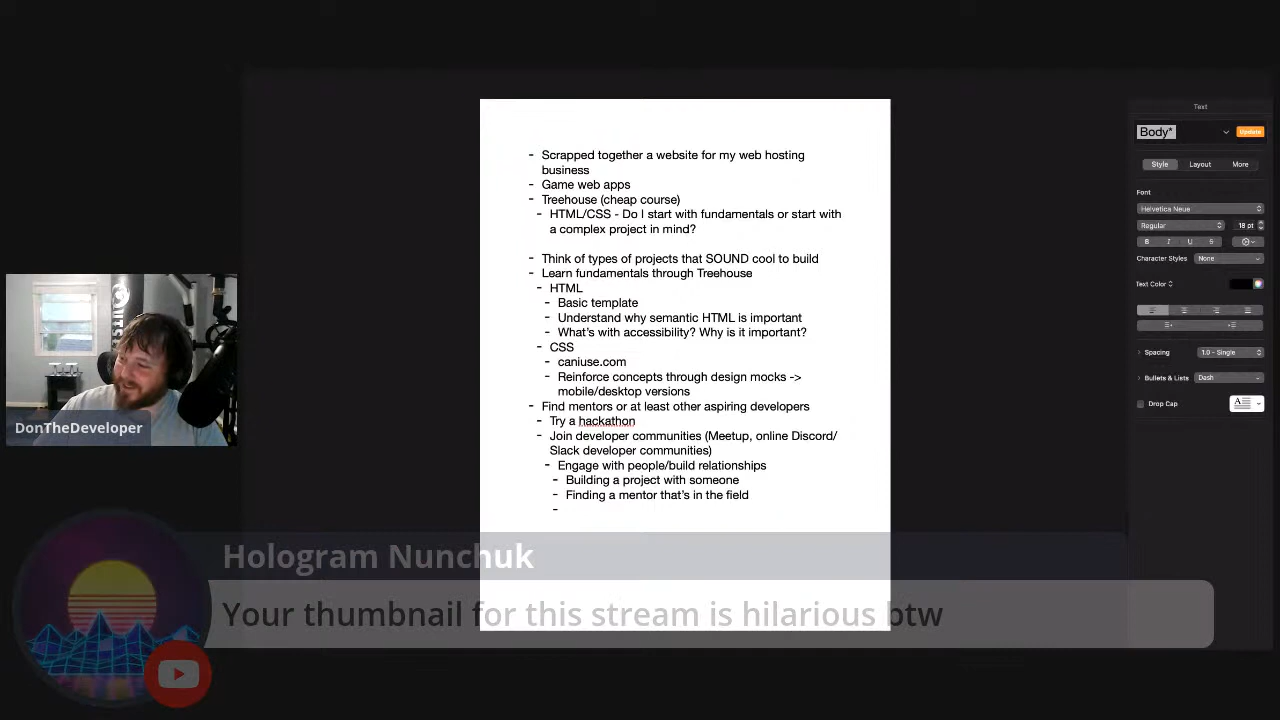 Text
Body*
Update
Style
Layout
More
Font
Helvetica Neue
Regular
18 pt
B I U S
Character Styles
None
Text Color
Spacing
1.0 - Single
Bullets & Lists
Dash
Drop Cap
- Scrapped together a website for my web hosting
business
- Game web apps
- Treehouse (cheap course)
- HTML/CSS - Do I start with fundamentals or start with
a complex project in mind?
- Think of types of projects that SOUND cool to build
- Learn fundamentals through Treehouse
- HTML
- Basic template
- Understand why semantic HTML is important
- What's with accessibility? Why is it important?
- CSS
- caniuse.com
- Reinforce concepts through design mocks ->
mobile/desktop versions
- Find mentors or at least other aspiring developers
- Try a hackathon
- Join developer communities (Meetup, online Discord/
Slack developer communities)
- Engage with people/build relationships
- Building a project with someone
- Finding a mentor that's in the field
-
DonTheDeveloper
Hologram Nunchuk
Your thumbnail for this stream is hilarious btw